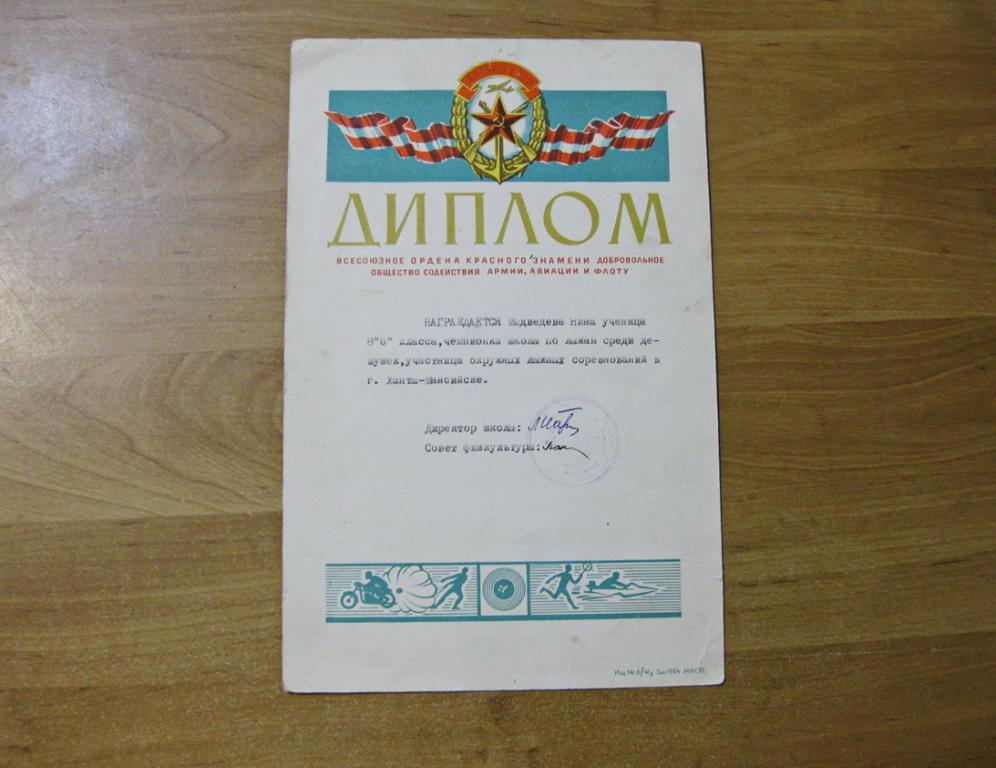 ДИПЛОМ
ВСЕСОЮЗНОЕ ОРДЕНА КРАСНОГО ЗНАМЕНИ ДОБРОВОЛЬНОЕ
ОБЩЕСТВО СОДЕЙСТВИЯ АРМИИ, АВИАЦИИ И ФЛОТУ
НАГРАЖДАЕТСЯ Медведева Нина ученица
8"б" класса, чемпионка школы по лыжам среди де-
вушек, участница окружных лыжных соревнований в
г. Ханты-Мансийске.
Директор школы:
Совет физкультуры: